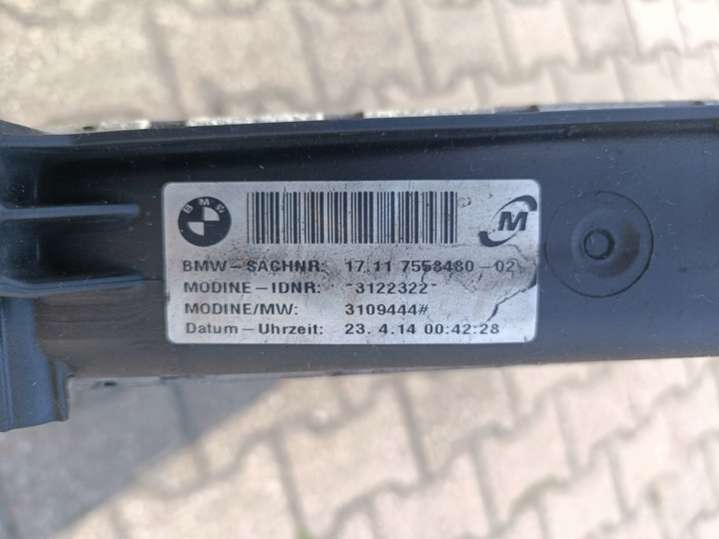 BMW
M
BMW-SACHNR: 17.11 7558480-02
MODINE-IDNR: -3122322-
MODINE/MW: 3109444#
Datum-Uhrzeit: 23. 4.14 00:42:28